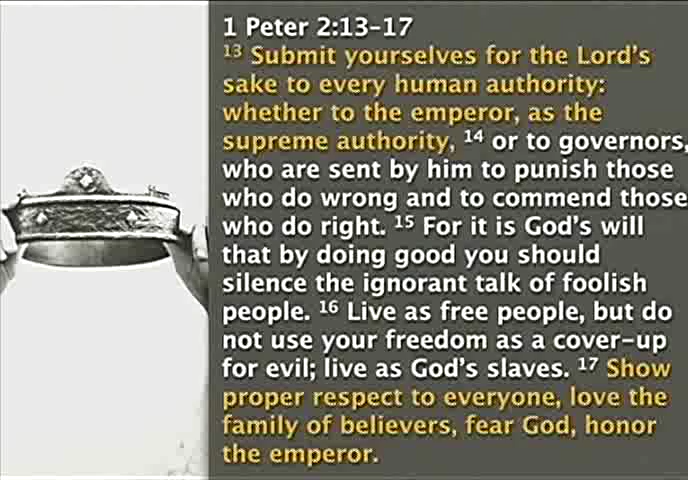 1 Peter 2:13-17
13 Submit yourselves for the Lord's
sake to every human authority:
whether to the emperor, as the
supreme authority, 14 or to governors,
who are sent by him to punish those
who do wrong and to commend those
who do right. 15 For it is God's will
that by doing good you should
silence the ignorant talk of foolish
people. 16 Live as free people, but do
not use your freedom as a cover-up
for evil; live as God's slaves. 17 Show
proper respect to everyone, love the
family of believers, fear God, honor
the emperor.